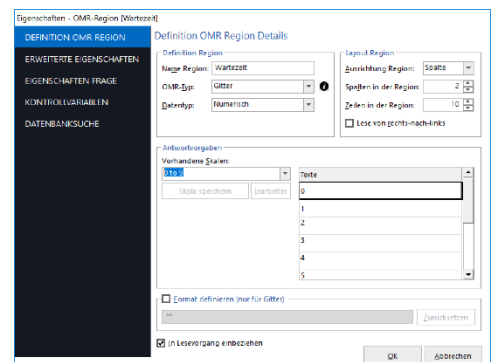 Eigenschaften - OMR-Region [Wartezeit]
DEFINITION OMR REGION
ERWEITERTE EIGENSCHAFTEN
EIGENSCHAFTEN FRAGE
KONTROLLVARIABLEN
DATENBANKSUCHE
Definition OMR Region Details
Definition Region
Name Region: Wartezeit
OMR-Typ: Gitter
Datentyp: Numerisch
Layout Region
Ausrichtung Region: Spalte
Spalten in der Region: 2
Zeilen in der Region: 10
Lese von rechts-nach-links
Antwortvorgaben
Vorhandene Skalen:
0 to 9
Skala speichern Bearbeiten
Texte
0
1
2
3
4
5
Format definieren (nur für Gitter)
Zurücksetzen
In Lesevorgang einbeziehen
OK Abbrechen